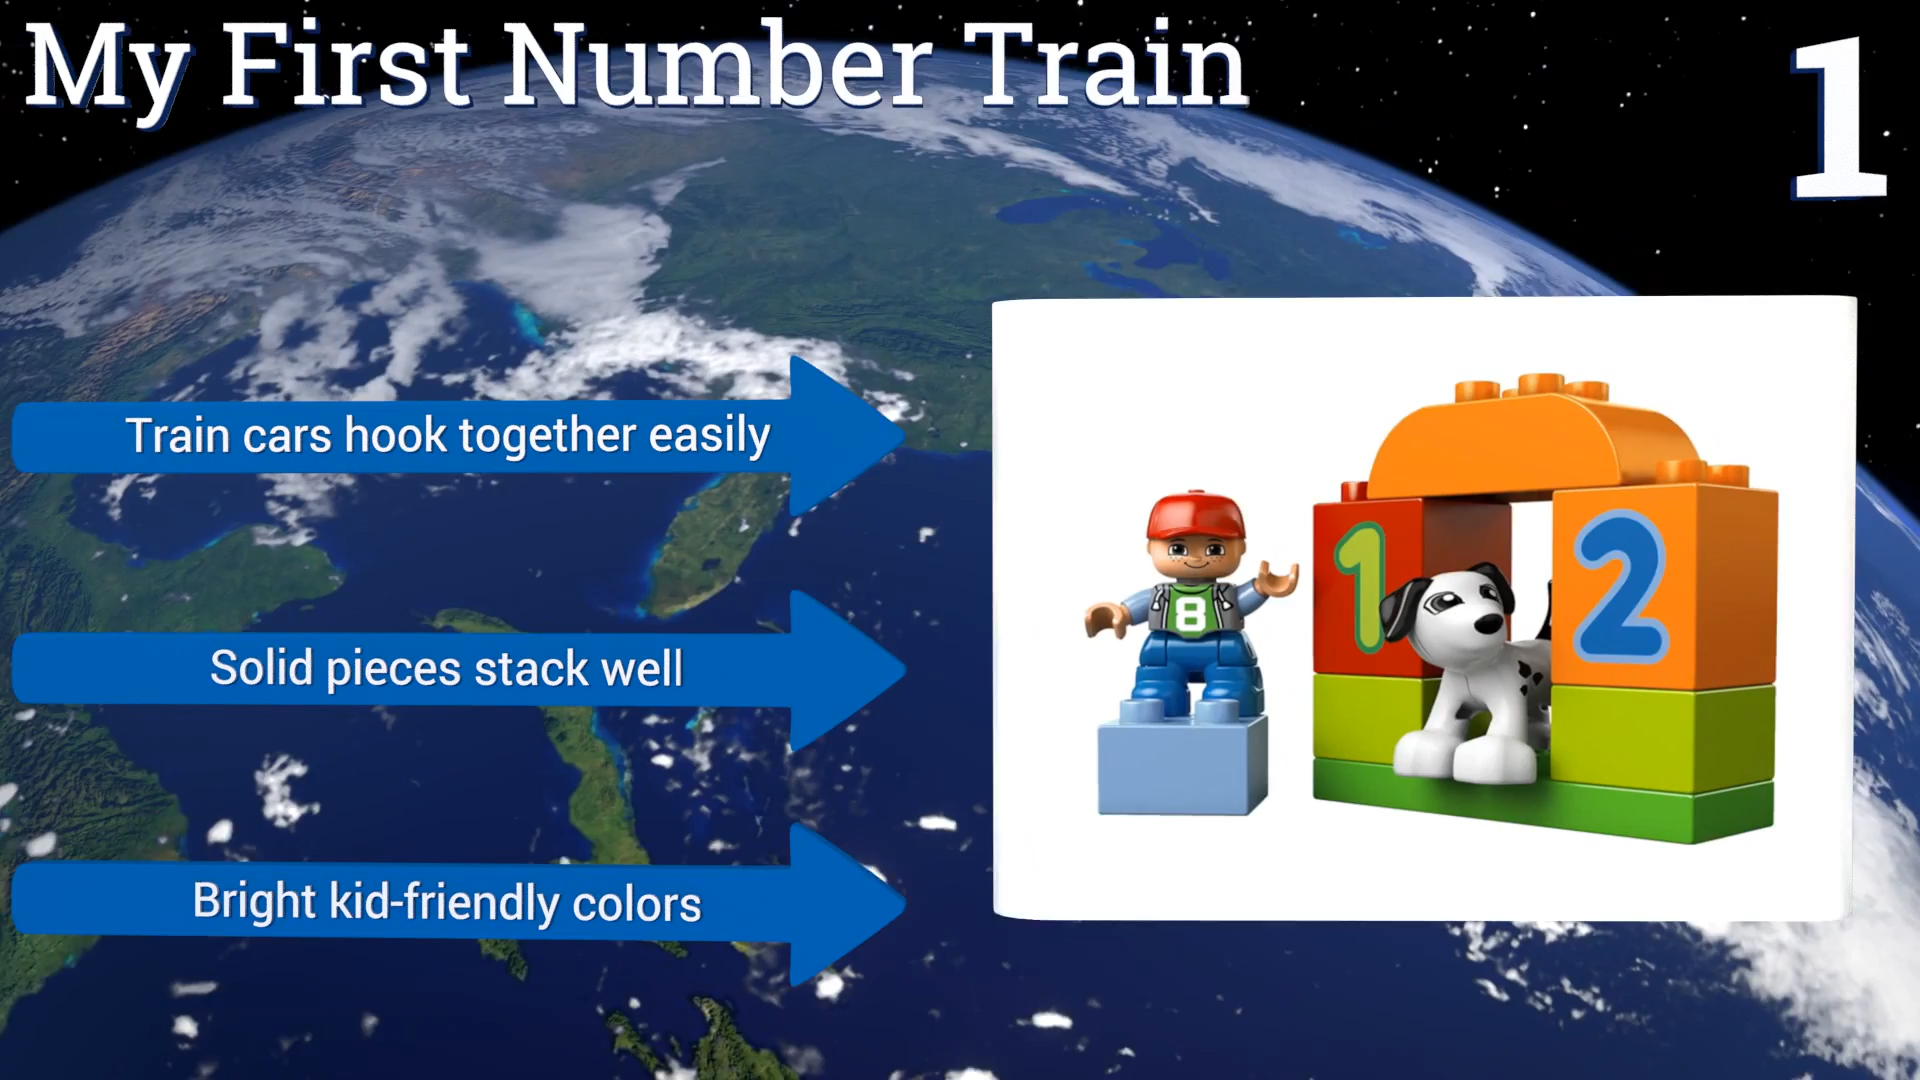 My First Number Train
1
Train cars hook together easily
Solid pieces stack well
Bright kid-friendly colors
1
2
8